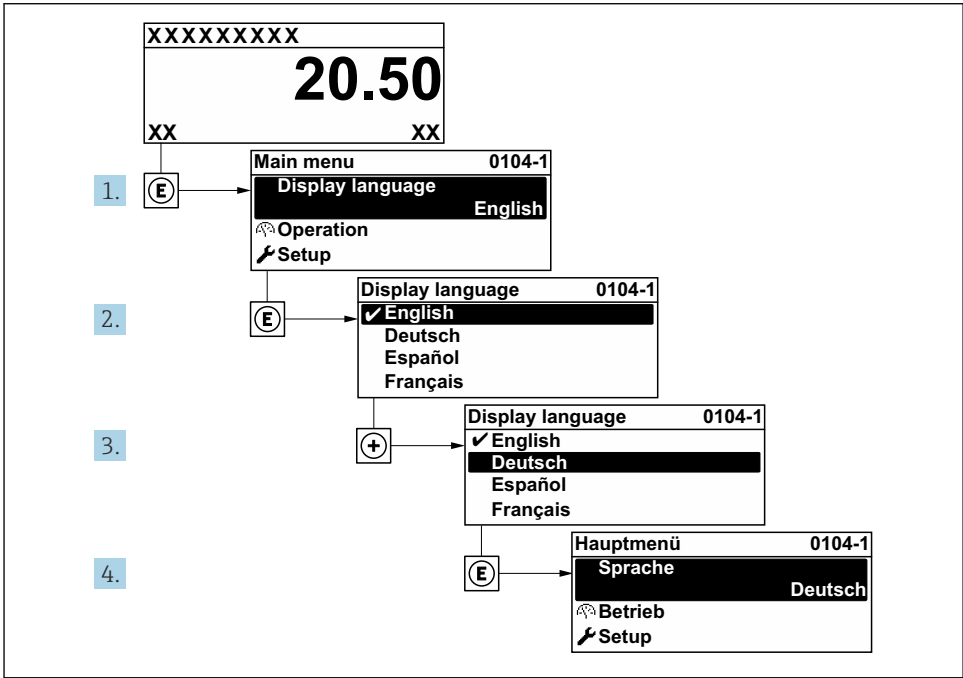 XXXXXXXXX
20.50
XX XX
1. E
Main menu 0104-1
Display language
English
Operation
Setup
2. E
Display language 0104-1
✔ English
Deutsch
Español
Français
3. +
Display language 0104-1
✔ English
Deutsch
Español
Français
4. E
Hauptmenü 0104-1
Sprache
Deutsch
Betrieb
Setup